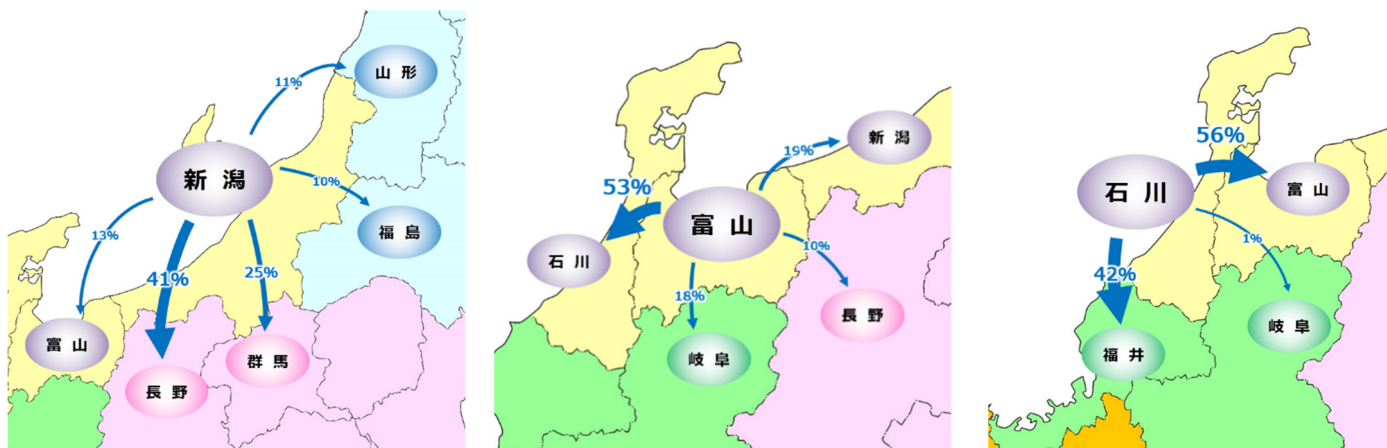 山形
11%
新潟
10%
福島
13%
41%
25%
富山
群馬
長野
新潟
19%
53%
富山
石川
10%
18%
長野
岐阜
56%
石川
富山
1%
42%
岐阜
福井